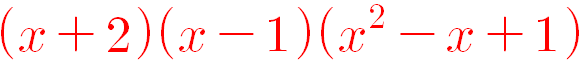 (x + 2)(x − 1)(x² − x + 1)